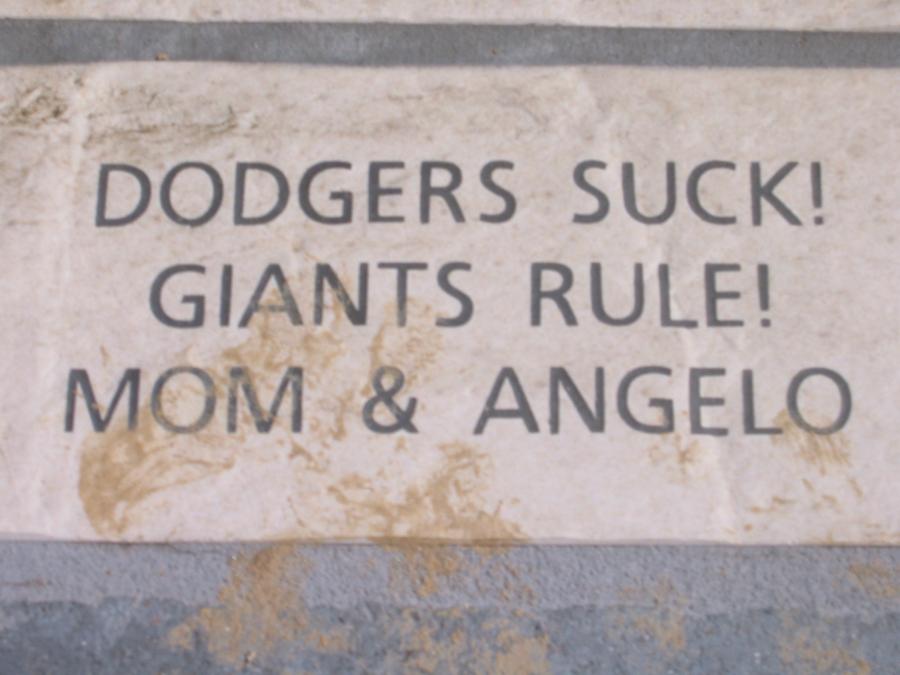 DODGERS SUCK!
GIANTS RULE!
MOM & ANGELO